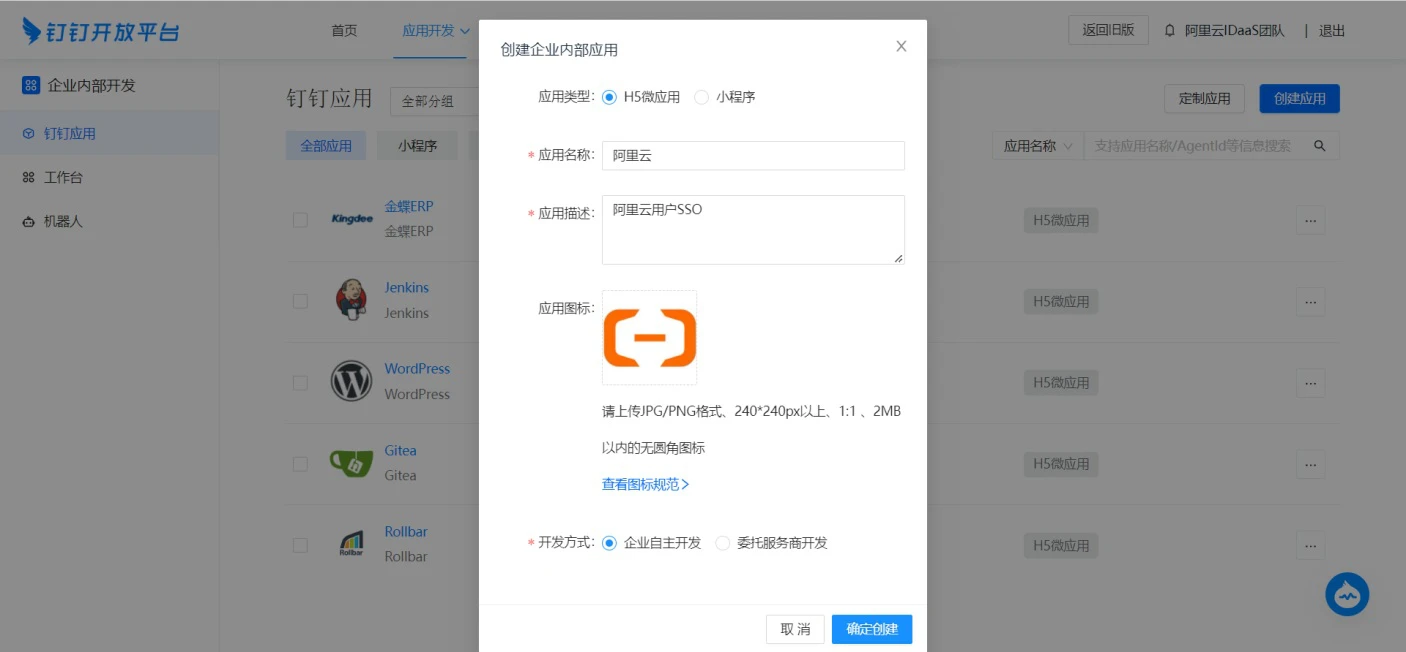 钉钉开放平台
首页
应用开发
返回旧版
阿里云IDaaS团队
|
退出
企业内部开发
钉钉应用
工作台
机器人
钉钉应用
全部分组
定制应用
创建应用
全部应用
小程序
应用名称
支持应用名称/AgentId等信息搜索
Kingdee
金蝶ERP
金蝶ERP
H5微应用
...
Jenkins
Jenkins
H5微应用
...
WordPress
WordPress
H5微应用
...
Gitea
Gitea
H5微应用
...
Rollbar
Rollbar
Rollbar
H5微应用
...
创建企业内部应用
应用类型: H5微应用 小程序
* 应用名称: 阿里云
* 应用描述: 阿里云用户SSO
应用图标:
请上传JPG/PNG格式、240*240px以上、1:1 、2MB
以内的无圆角图标
查看图标规范>
* 开发方式: 企业自主开发 委托服务商开发
取 消
确定创建